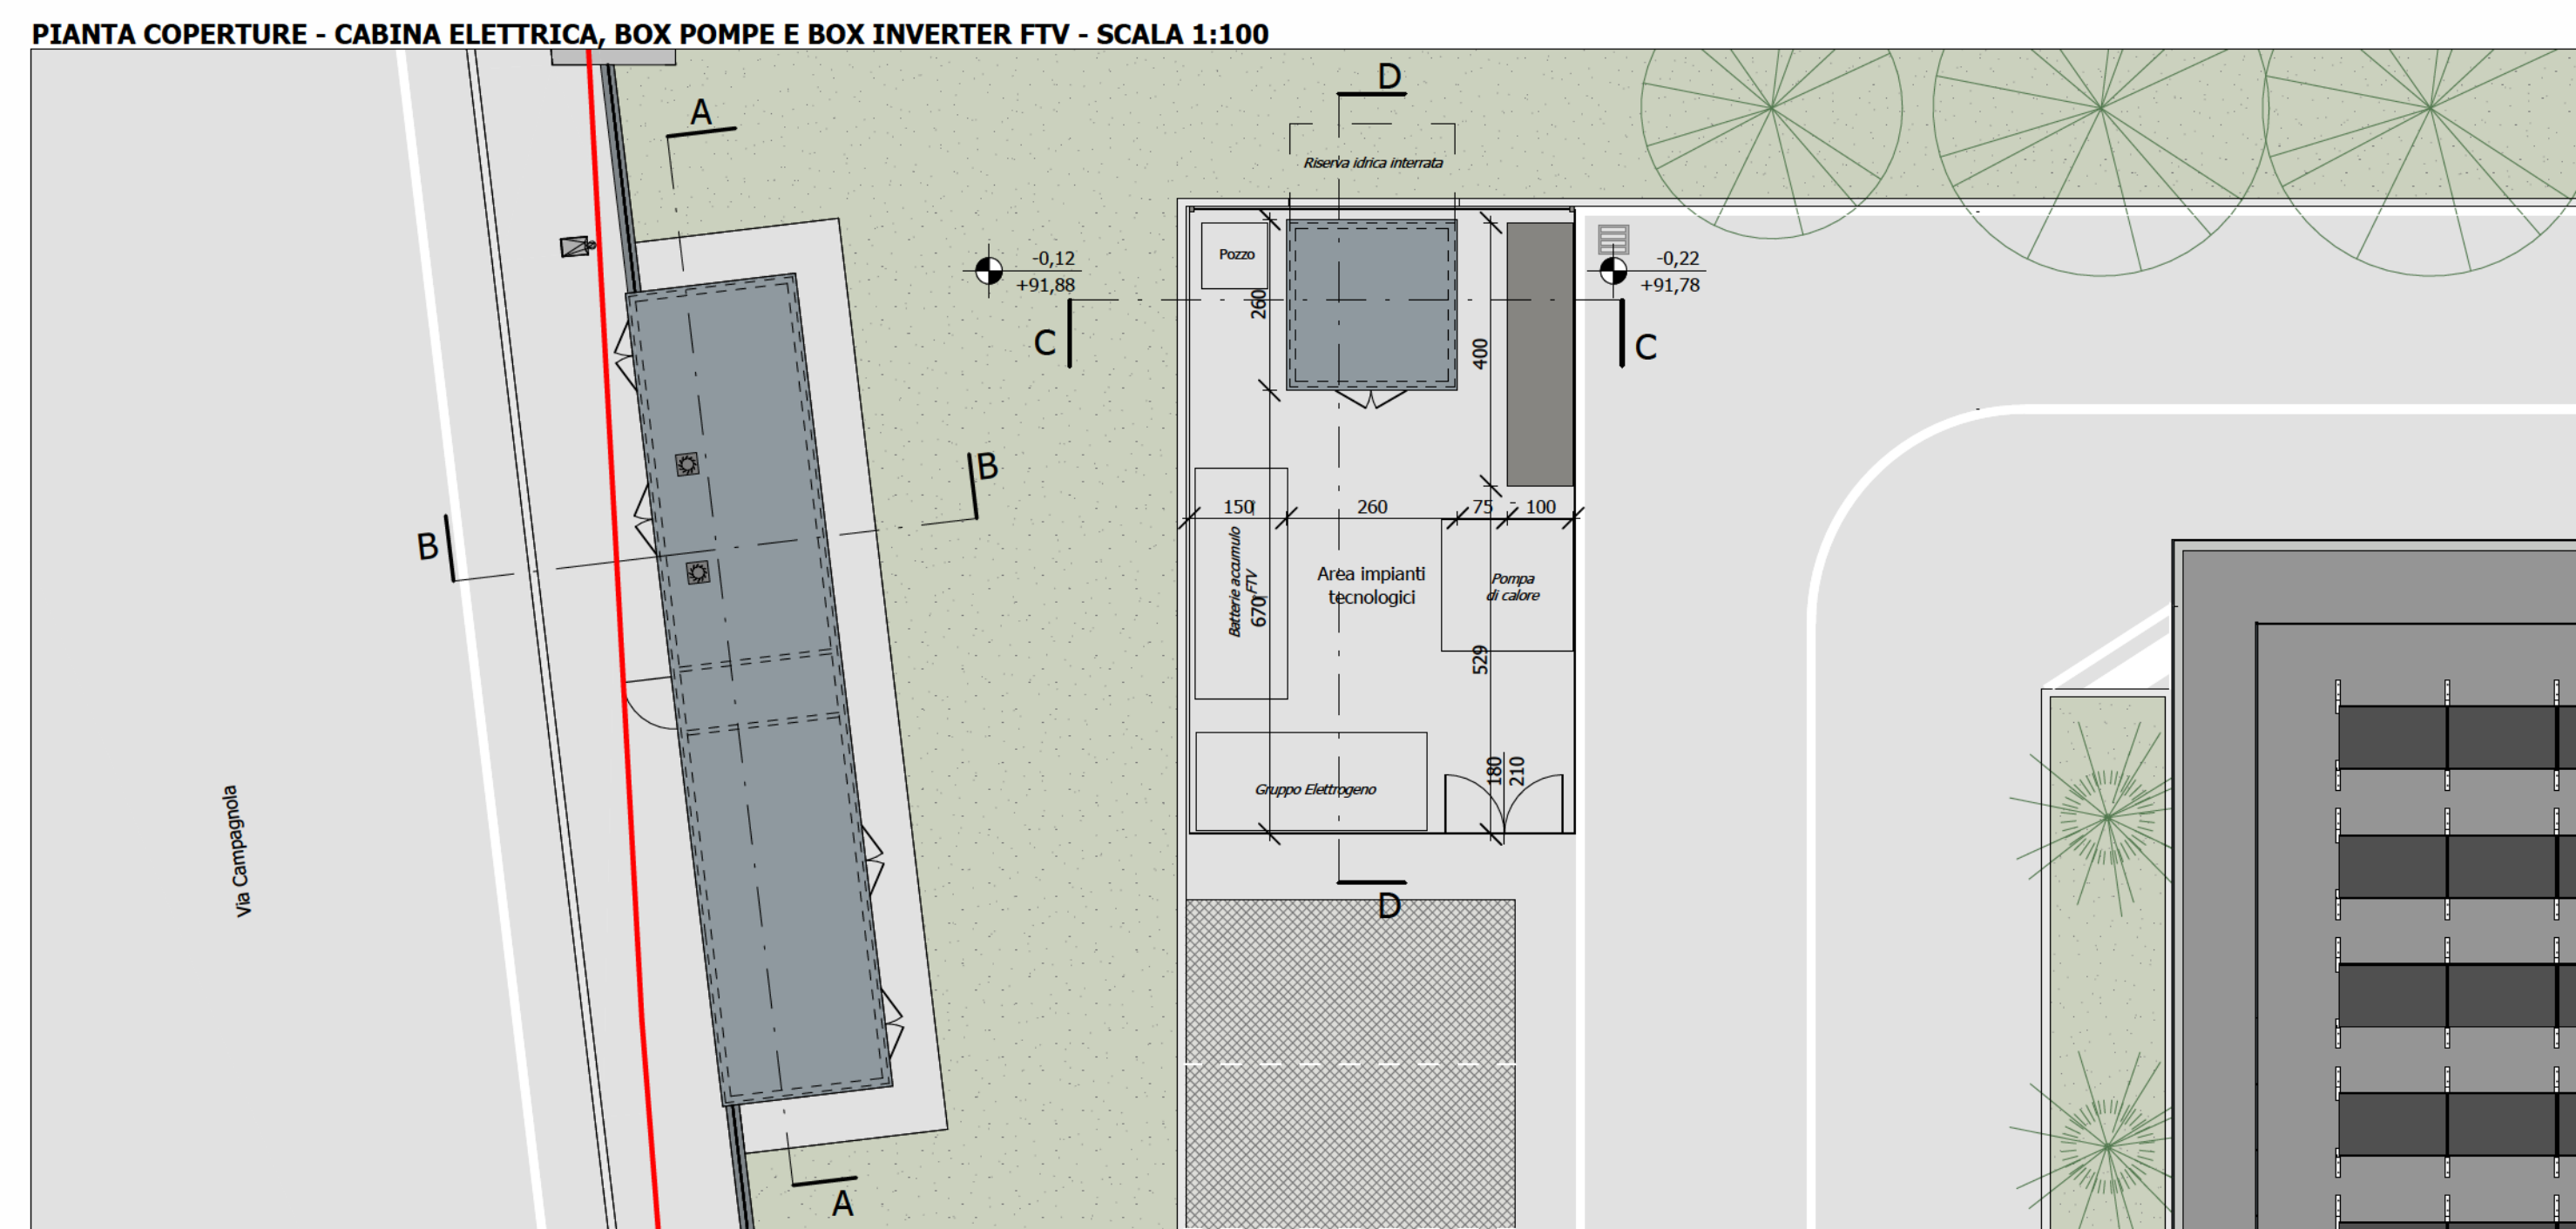 PIANTA COPERTURE - CABINA ELETTRICA, BOX POMPE E BOX INVERTER FTV - SCALA 1:100
D
A
Riserva idrica interrata
Pozzo
-0,12
+91,88
-0,22
+91,78
260
C
C
400
B
B
150
260
75
100
Batterie accumulo
FTV
670
Area impianti
tecnologici
Pompa
di calore
529
180
210
Gruppo Elettrogeno
Via Campagnola
D
A